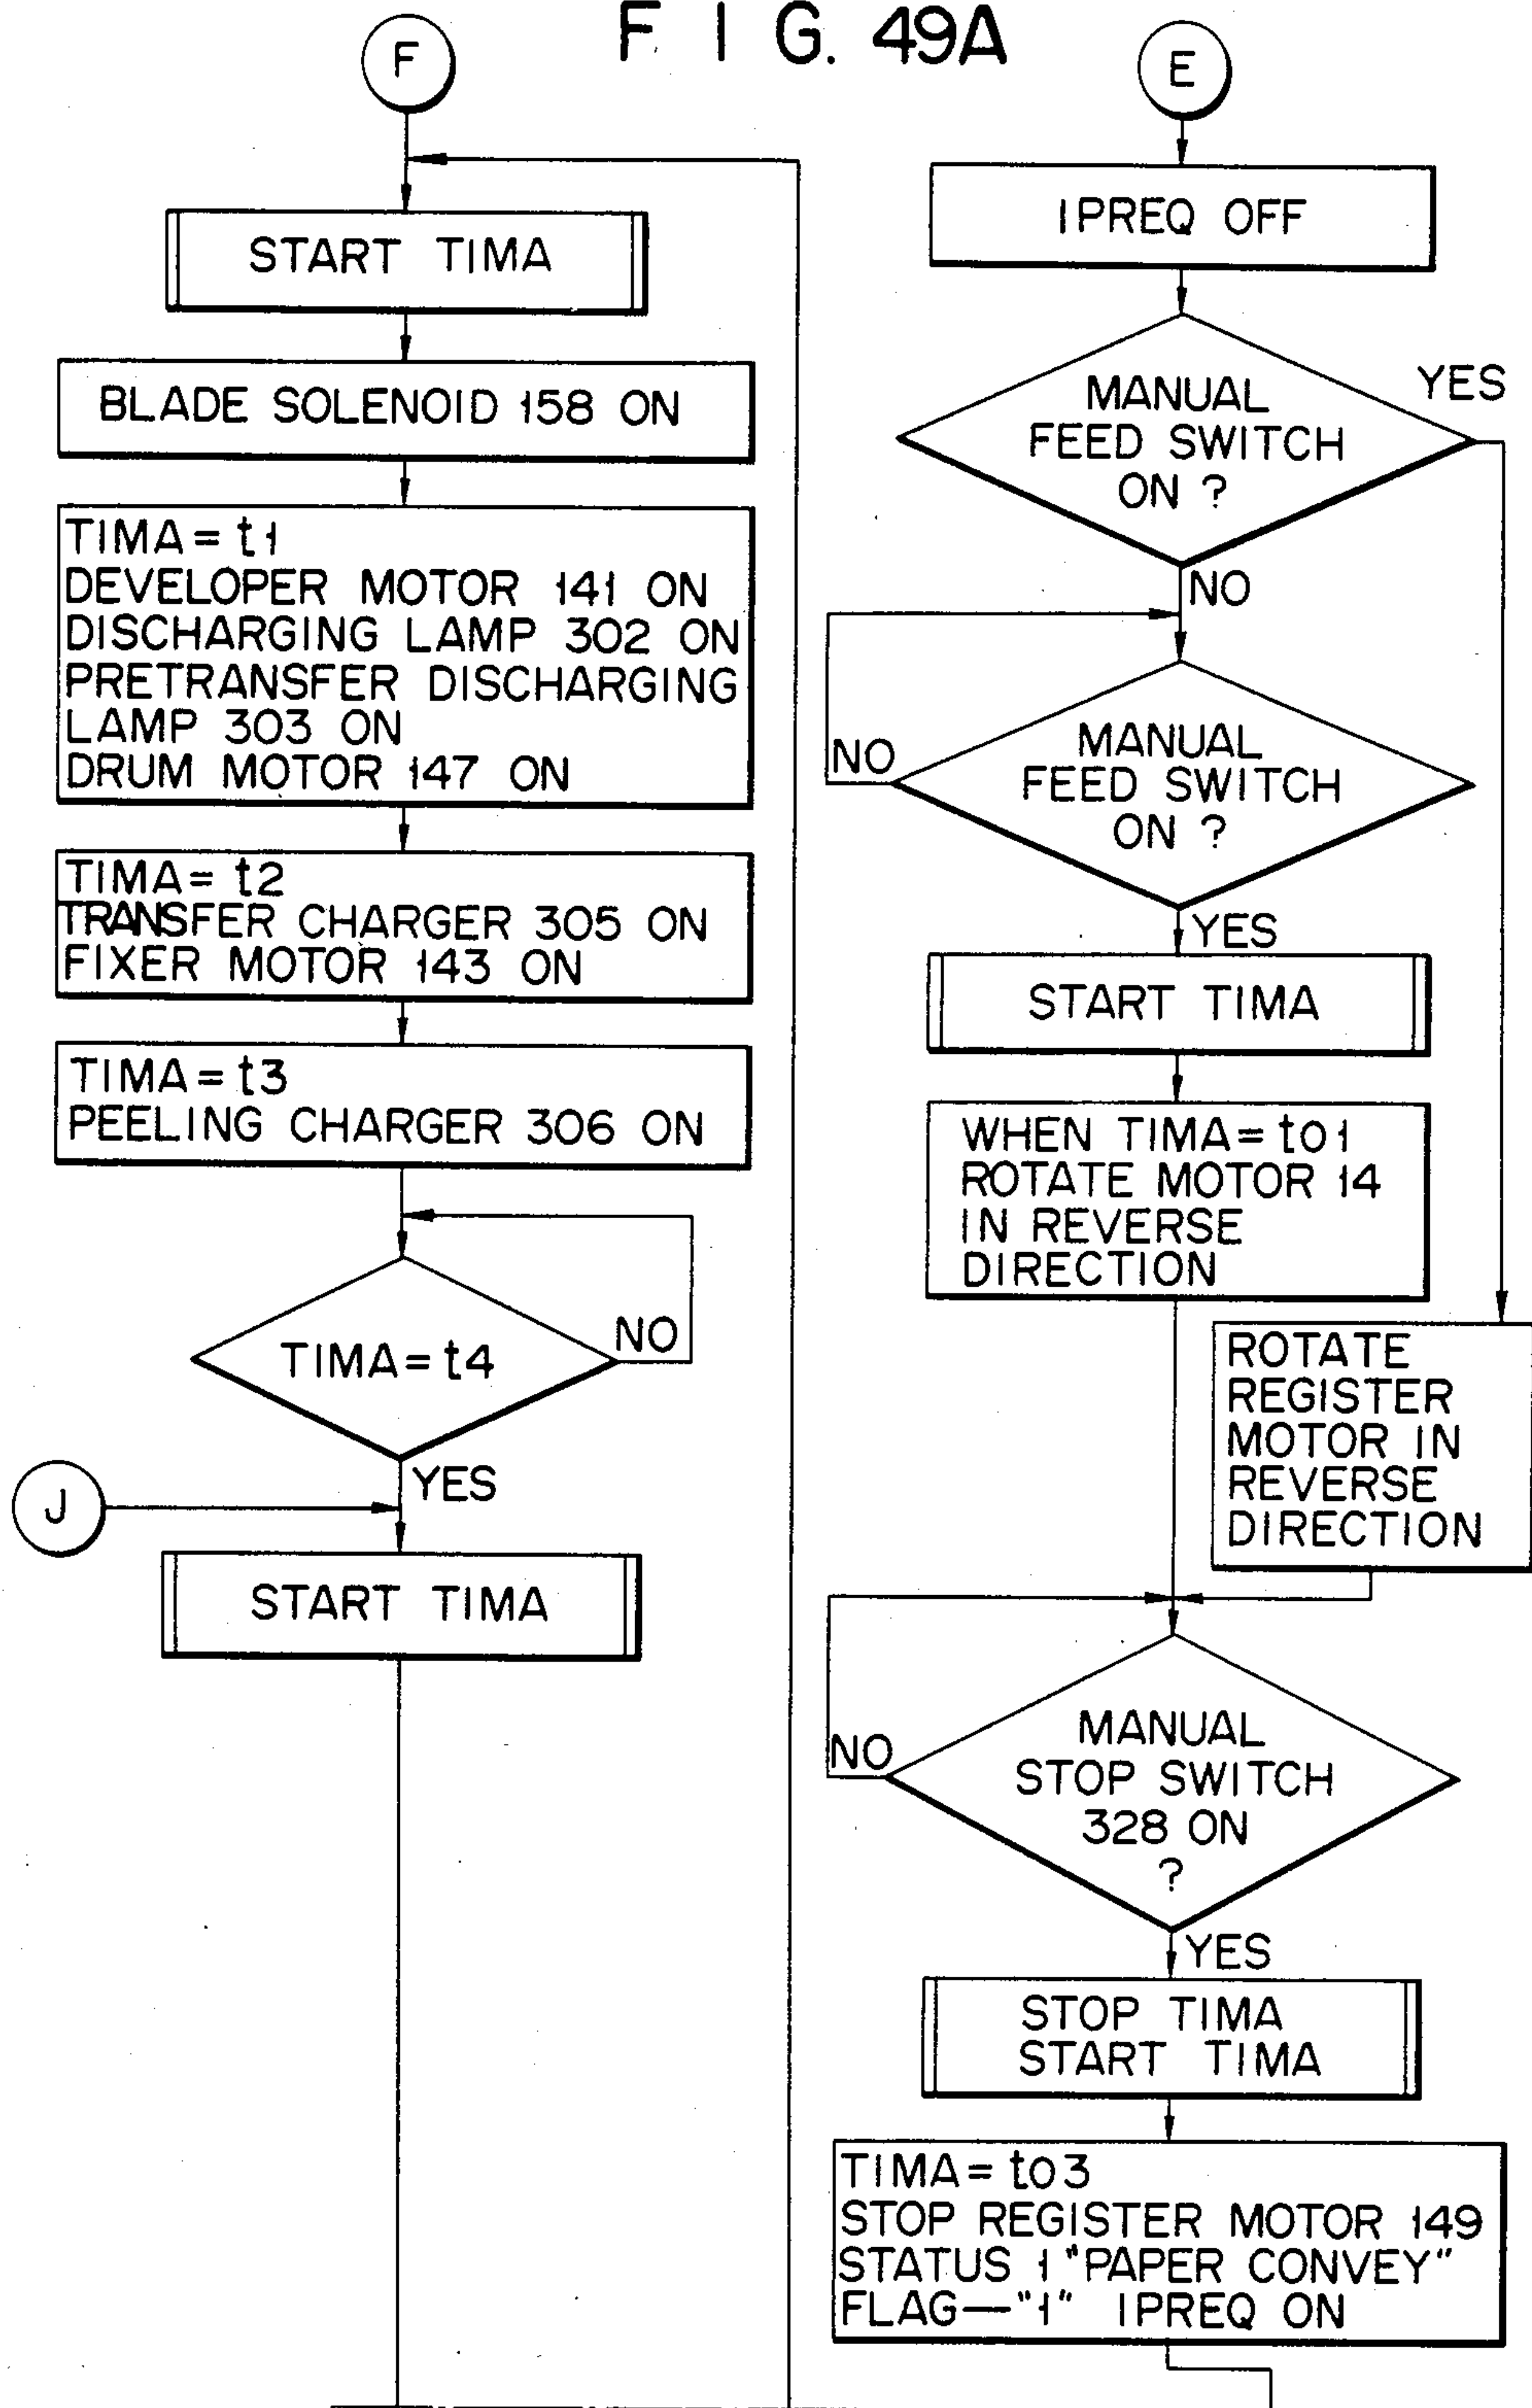 FIG. 49A
F
START TIMA
BLADE SOLENOID 158 ON
TIMA=t1
DEVELOPER MOTOR 141 ON
DISCHARGING LAMP 302 ON
PRETRANSFER DISCHARGING
LAMP 303 ON
DRUM MOTOR 147 ON
TIMA=t2
TRANSFER CHARGER 305 ON
FIXER MOTOR 143 ON
TIMA=t3
PEELING CHARGER 306 ON
TIMA=t4
NO
YES
J
START TIMA
E
IPREQ OFF
MANUAL
FEED SWITCH
ON ?
YES
NO
MANUAL
FEED SWITCH
ON ?
NO
YES
START TIMA
WHEN TIMA=to1
ROTATE MOTOR 14
IN REVERSE
DIRECTION
ROTATE
REGISTER
MOTOR IN
REVERSE
DIRECTION
MANUAL
STOP SWITCH
328 ON
?
NO
YES
STOP TIMA
START TIMA
TIMA=to3
STOP REGISTER MOTOR 149
STATUS 1 "PAPER CONVEY"
FLAG—"1" IPREQ ON